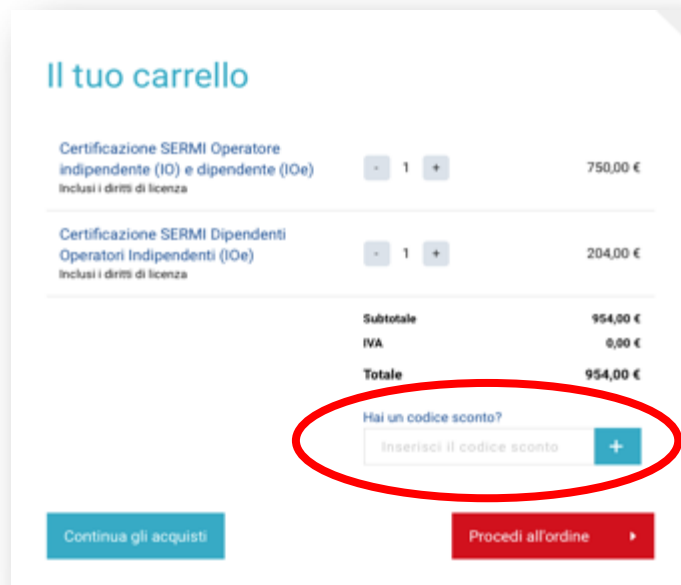 Il tuo carrello
Certificazione SERMI Operatore
indipendente (IO) e dipendente (IOe)
Inclusi i diritti di licenza
- 1 +
750,00 €
Certificazione SERMI Dipendenti
Operatori Indipendenti (IOe)
Inclusi i diritti di licenza
- 1 +
204,00 €
Subtotale 954,00 €
IVA 0,00 €
Totale 954,00 €
Hai un codice sconto?
Inserisci il codice sconto +
Continua gli acquisti
Procedi all'ordine